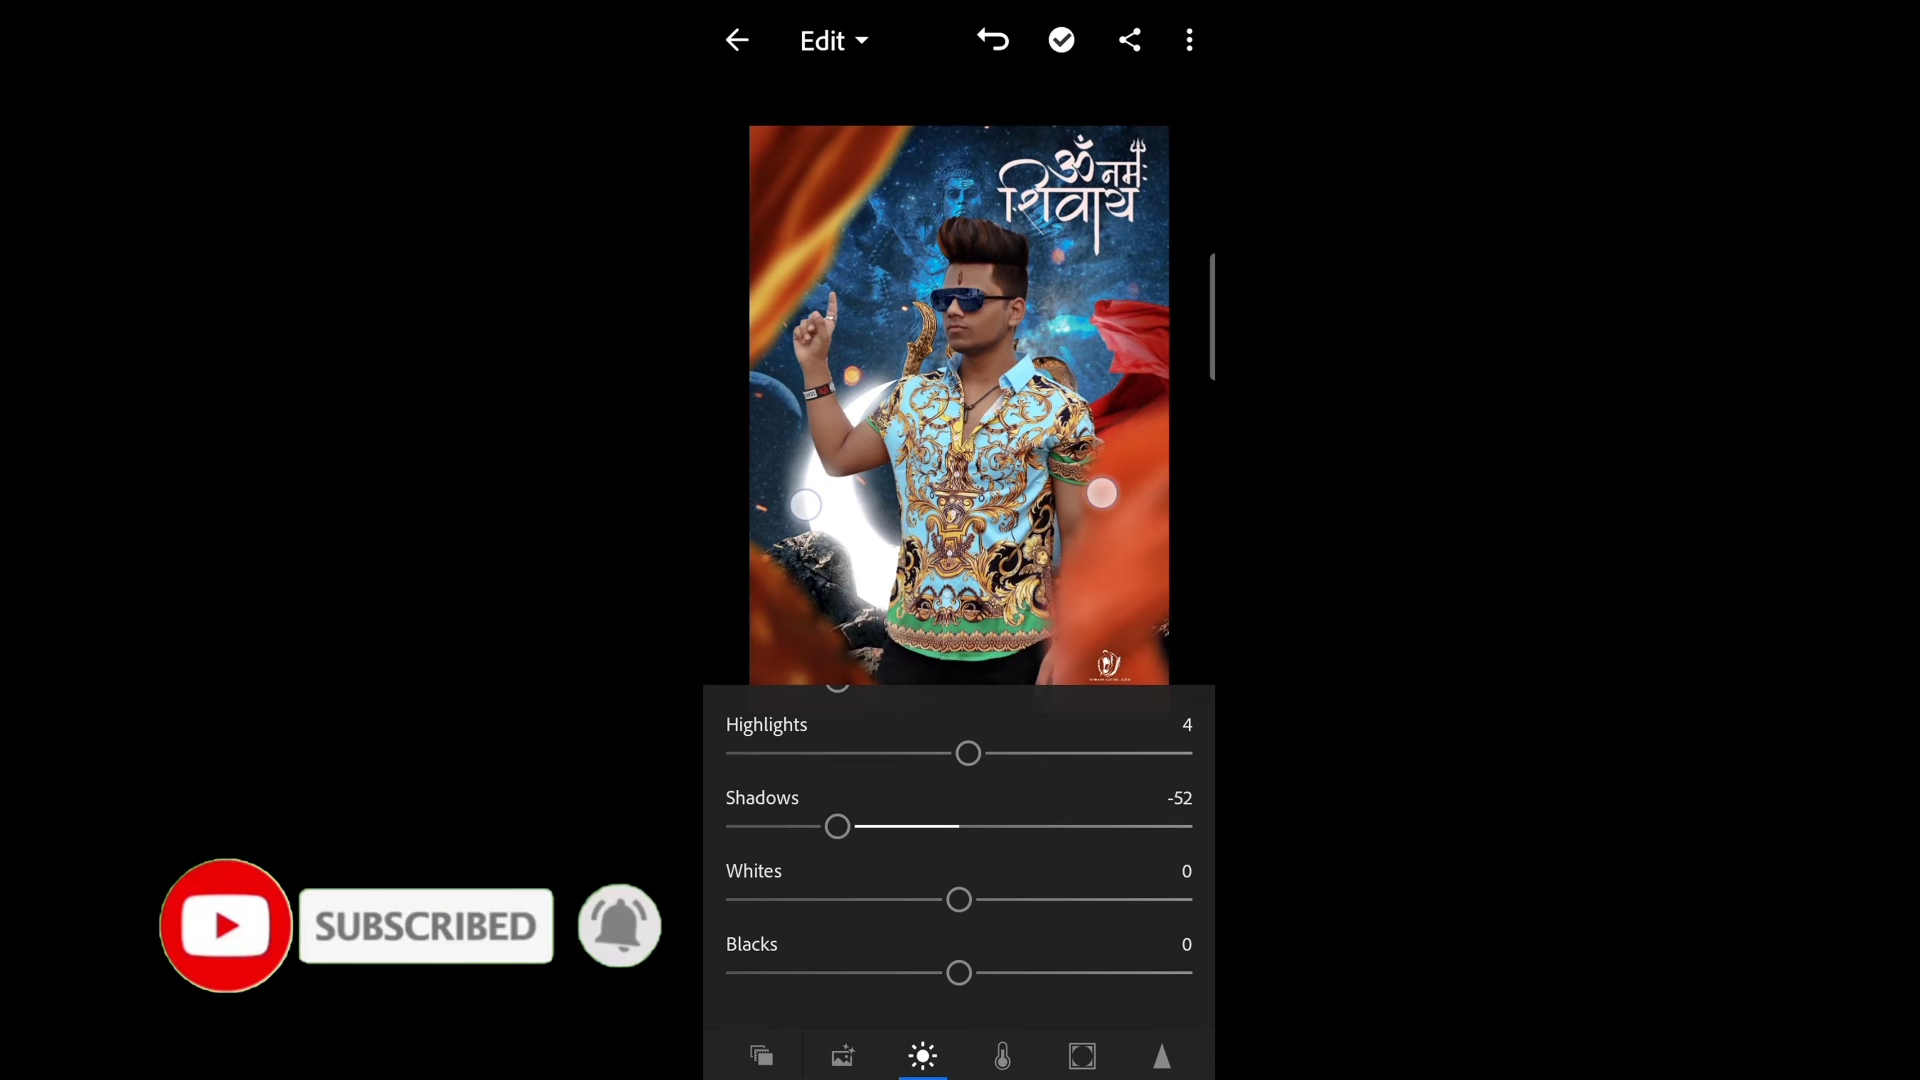 Edit
ॐ नमः
शिवाय
Highlights 4
Shadows -52
Whites 0
Blacks 0
SUBSCRIBED